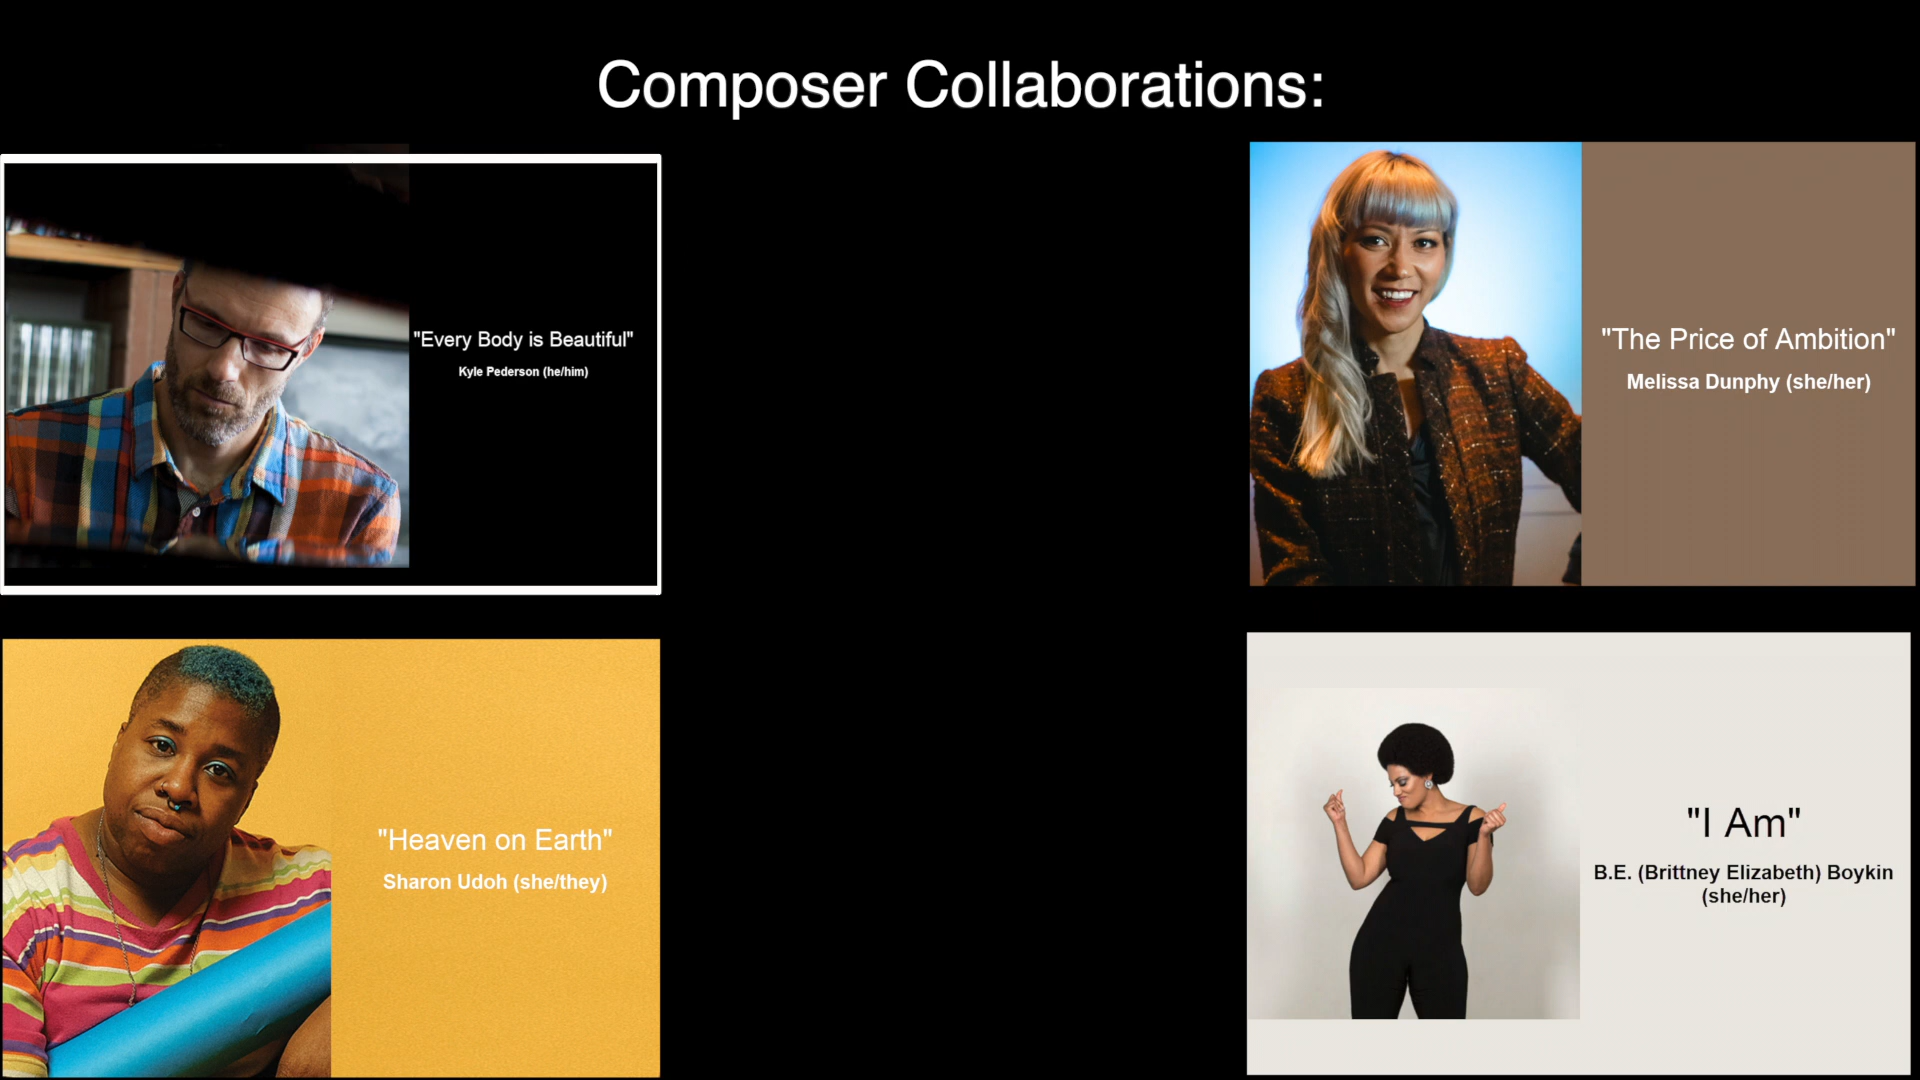 Composer Collaborations:
"Every Body is Beautiful"
Kyle Pederson (he/him)
"The Price of Ambition"
Melissa Dunphy (she/her)
"Heaven on Earth"
Sharon Udoh (she/they)
"I Am"
B.E. (Brittney Elizabeth) Boykin
(she/her)